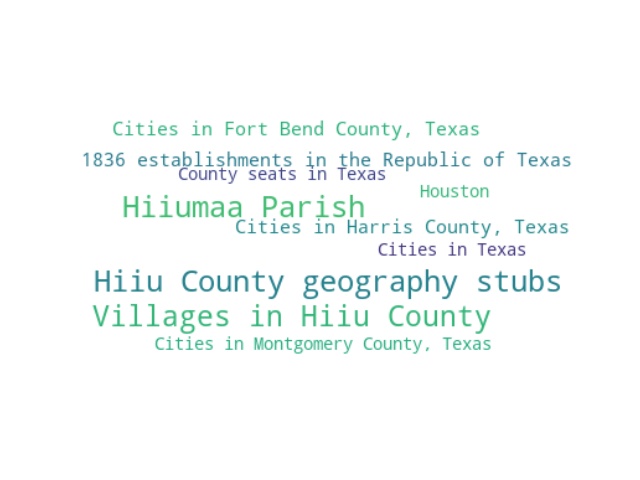 Cities in Fort Bend County, Texas
1836 establishments in the Republic of Texas
County seats in Texas
Houston
Hiiumaa Parish
Cities in Harris County, Texas
Cities in Texas
Hiiu County geography stubs
Villages in Hiiu County
Cities in Montgomery County, Texas